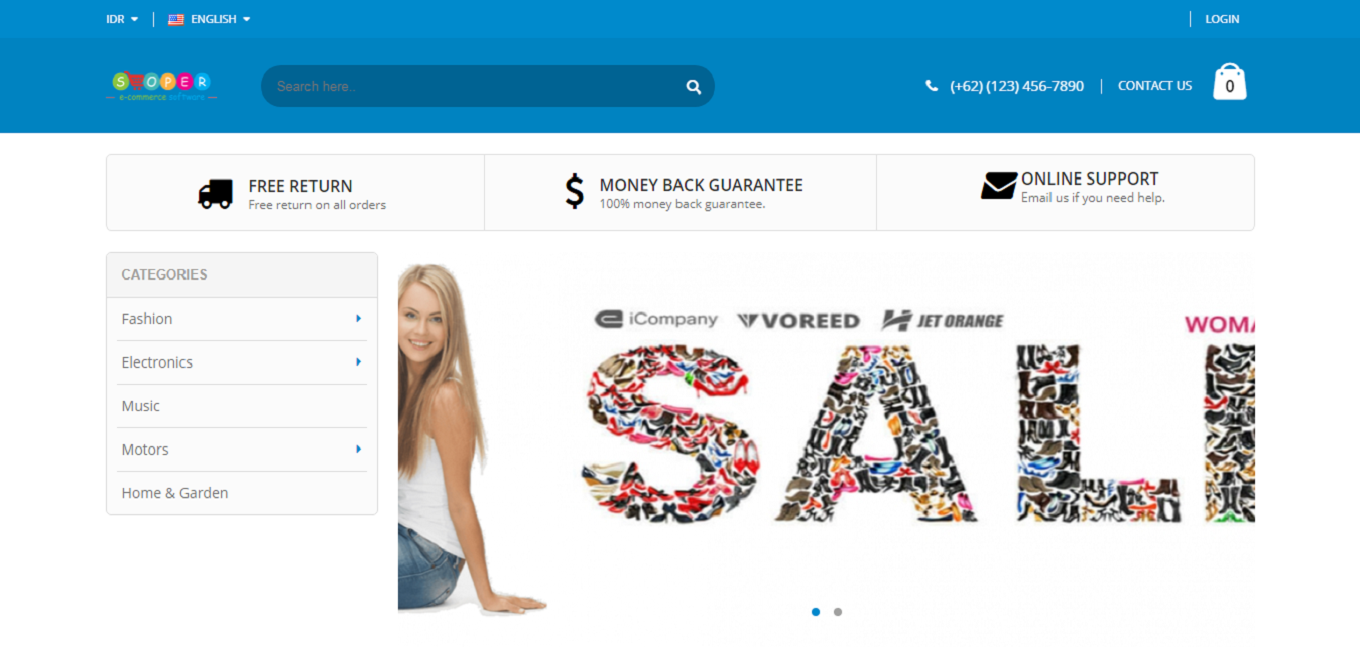 IDR
ENGLISH
LOGIN
SHOPER
e-commerce software
Search here..
(+62) (123) 456-7890
CONTACT US
0
FREE RETURN
Free return on all orders
MONEY BACK GUARANTEE
100% money back guarantee.
ONLINE SUPPORT
Email us if you need help.
CATEGORIES
Fashion
Electronics
Music
Motors
Home & Garden
iCompany
VOREED
JET ORANGE
WOMA
SAL